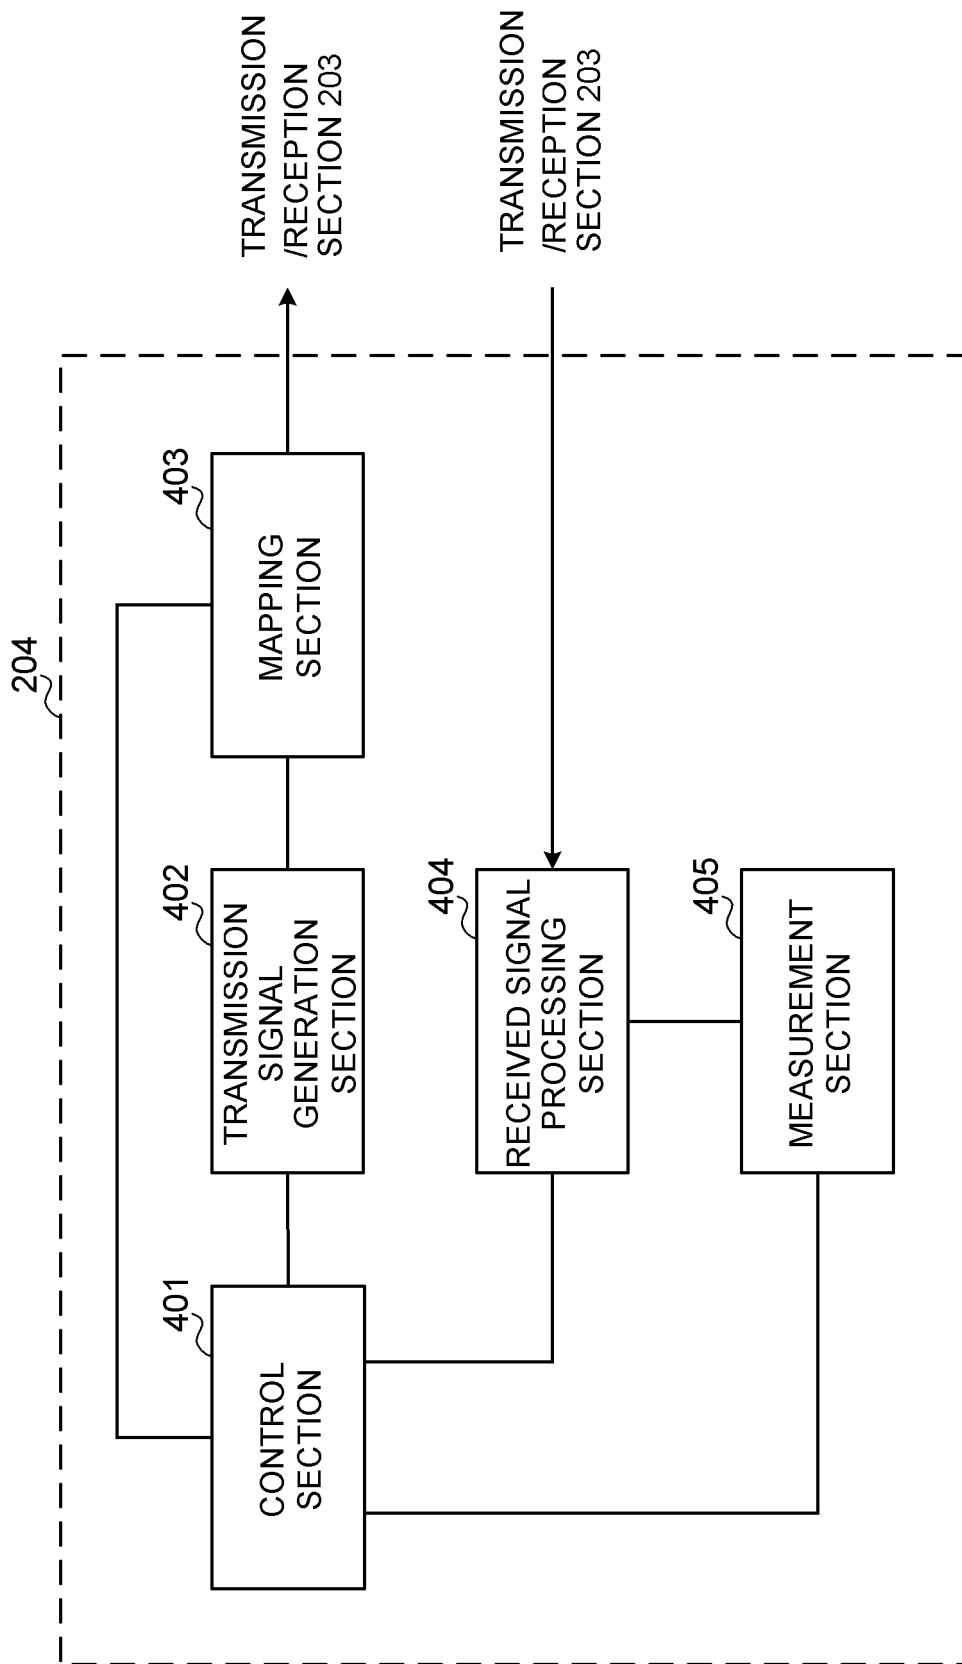 204
401
CONTROL
SECTION
402
TRANSMISSION
SIGNAL
GENERATION
SECTION
403
MAPPING
SECTION
TRANSMISSION
/RECEPTION
SECTION 203
404
RECEIVED SIGNAL
PROCESSING
SECTION
TRANSMISSION
/RECEPTION
SECTION 203
405
MEASUREMENT
SECTION